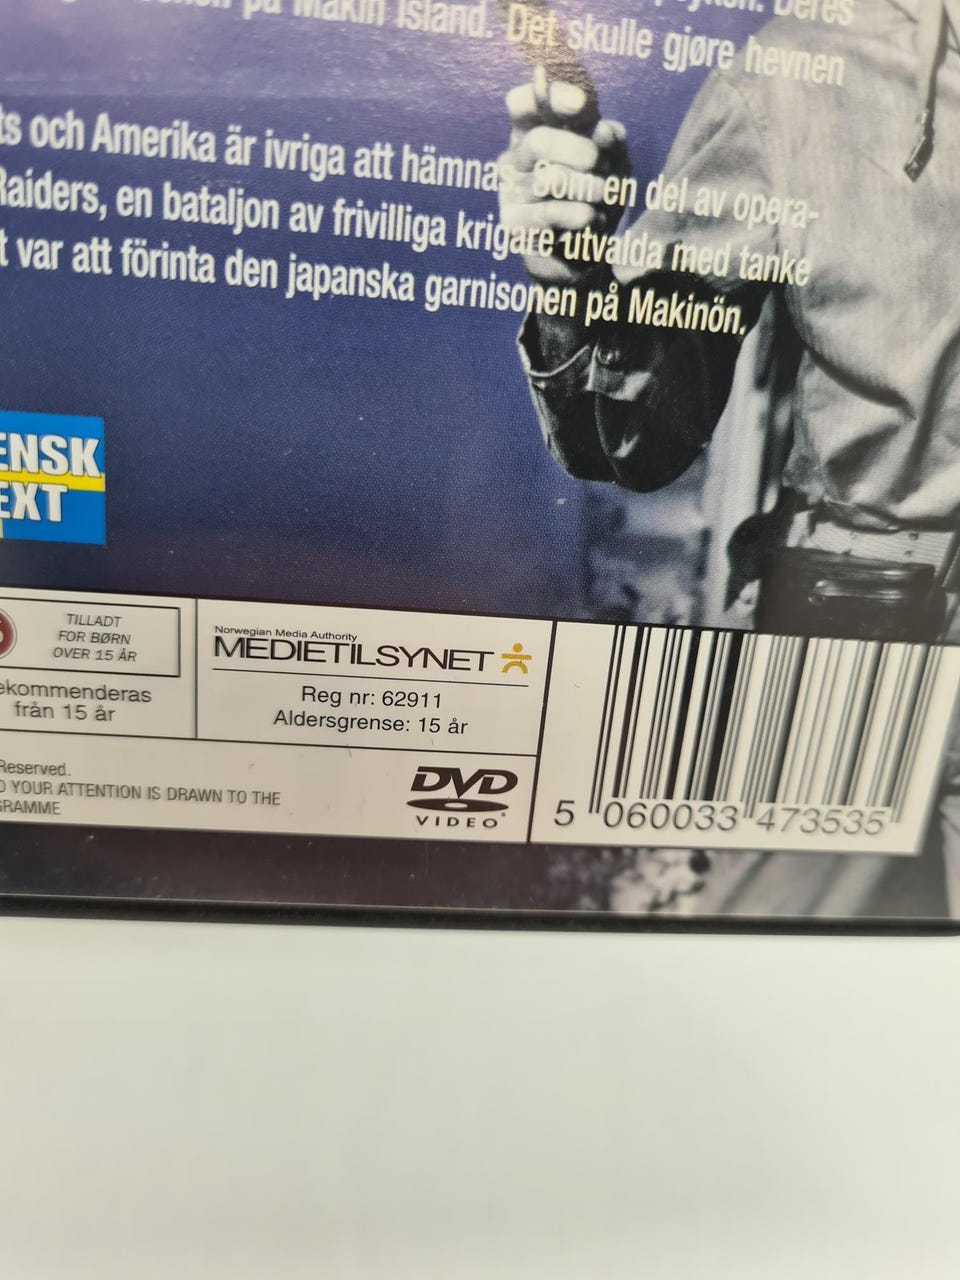 på Makin Island. Det skulle gjøre hevnen
och Amerika är ivriga att hämnas. Som en del av opera-
Raiders, en bataljon av frivilliga krigare utvalda med tanke
var att förinta den japanska garnisonen på Makinön.
TILLADT
FOR BØRN
OVER 15 ÅR
från 15 år
Norwegian Media Authority
MEDIETILSYNET
Reg nr: 62911
Aldersgrense: 15 år
Reserved.
YOUR ATTENTION IS DRAWN TO THE
DVD
VIDEO
5 060033 473535